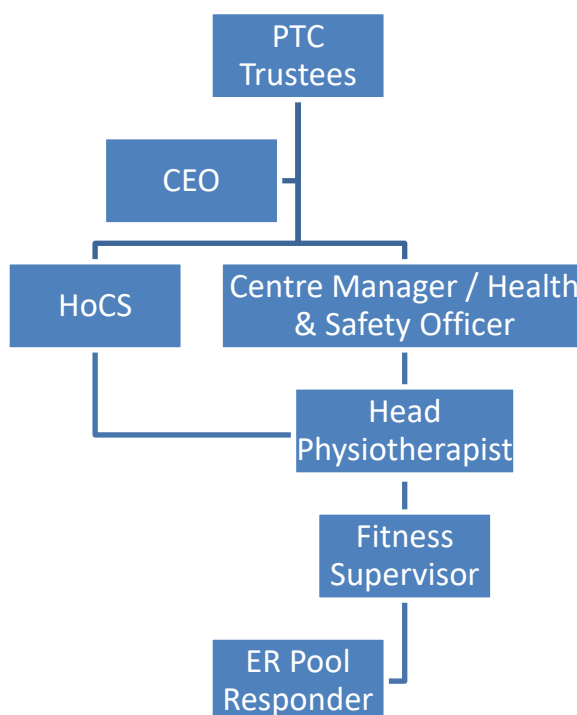 PTC
Trustees
CEO
HoCS
Centre Manager / Health
& Safety Officer
Head
Physiotherapist
Fitness
Supervisor
ER Pool
Responder